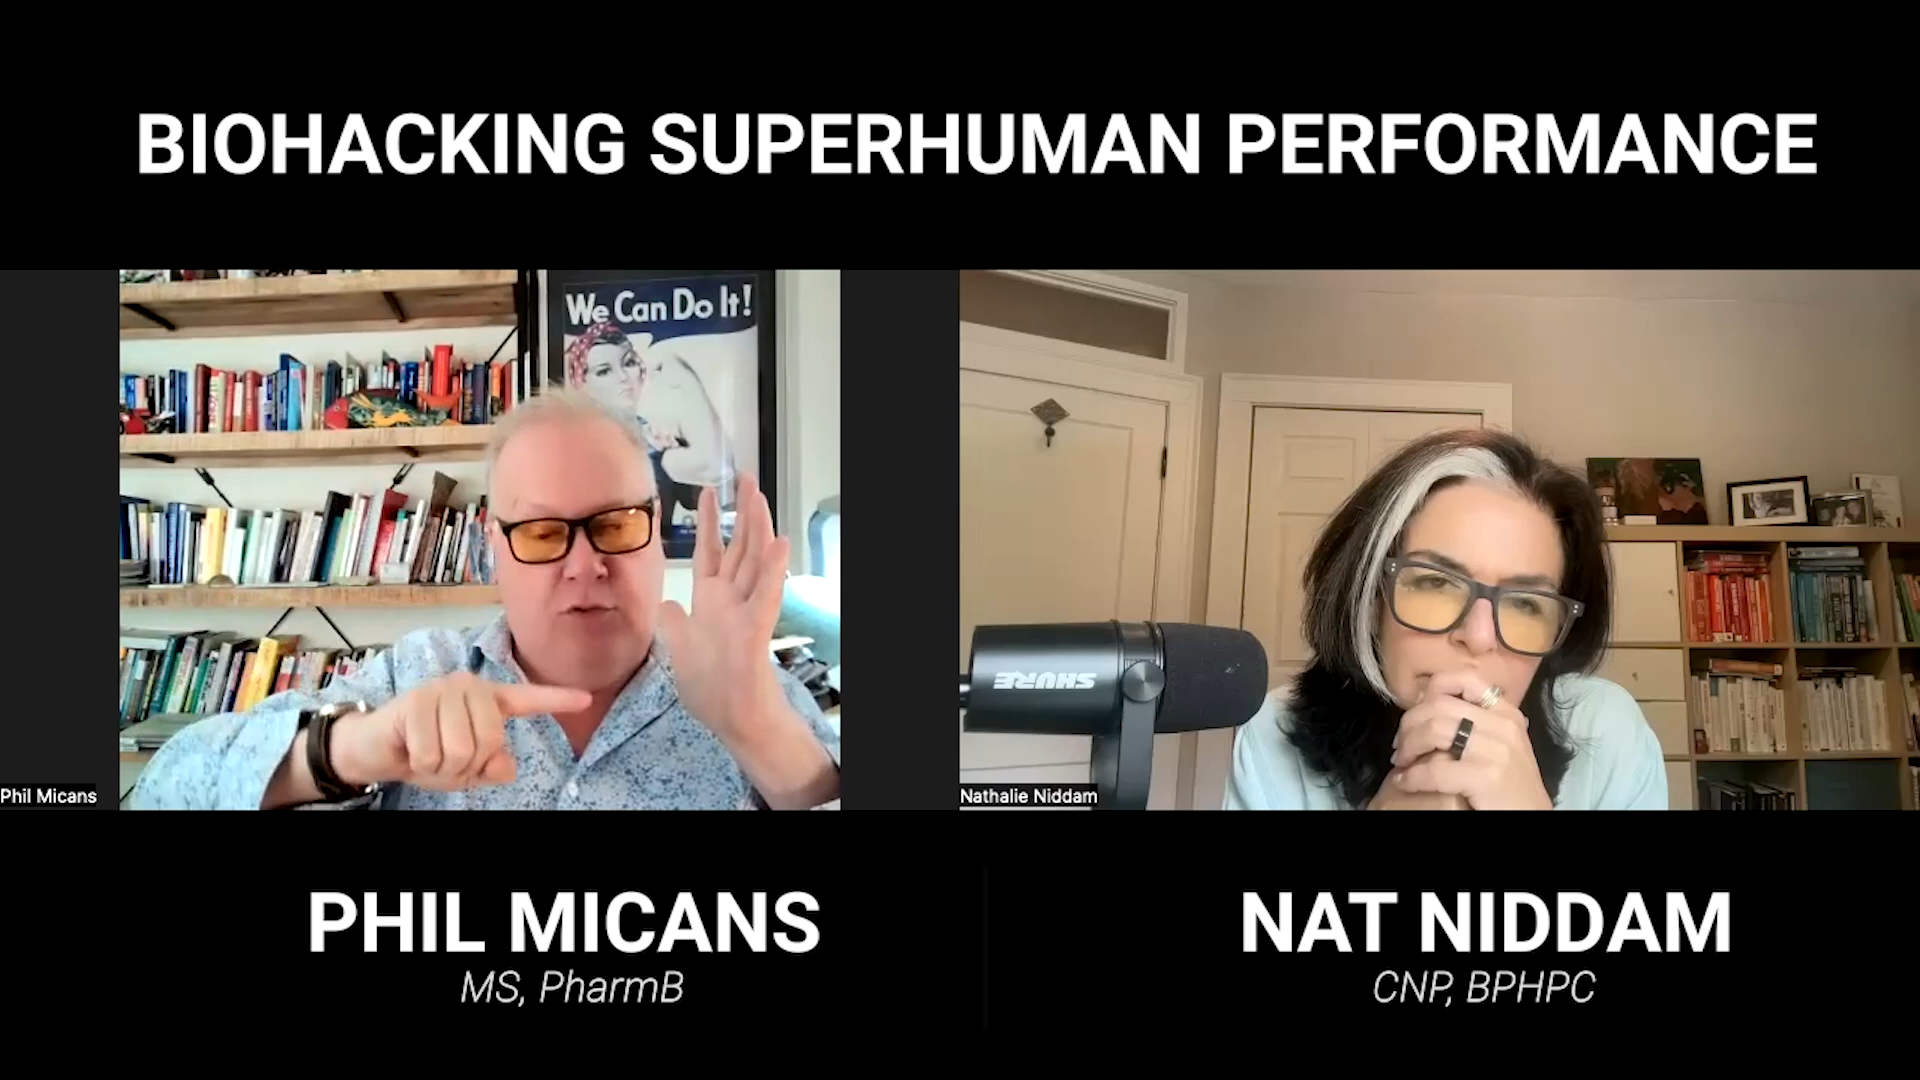 BIOHACKING SUPERHUMAN PERFORMANCE
We Can Do It!
SHURE
Phil Micans
Nathalie Niddam
PHIL MICANS
MS, PharmB
NAT NIDDAM
CNP, BPHPC